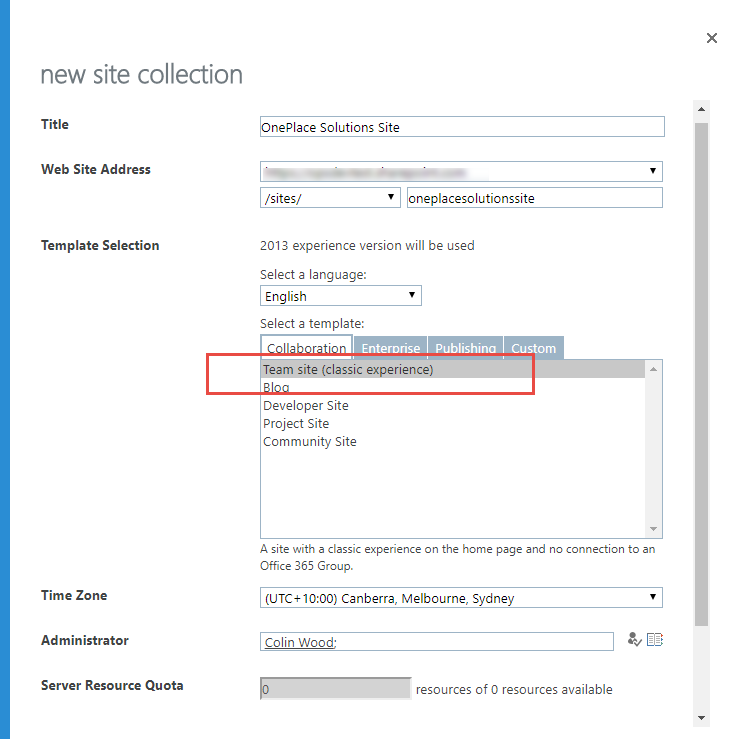 new site collection
Title
OnePlace Solutions Site
Web Site Address
/sites/
oneplacesolutionssite
Template Selection
2013 experience version will be used
Select a language:
English
Select a template:
Collaboration Enterprise Publishing Custom
Team site (classic experience)
Blog
Developer Site
Project Site
Community Site
A site with a classic experience on the home page and no connection to an
Office 365 Group.
Time Zone
(UTC+10:00) Canberra, Melbourne, Sydney
Administrator
Colin Wood;
Server Resource Quota
0
resources of 0 resources available